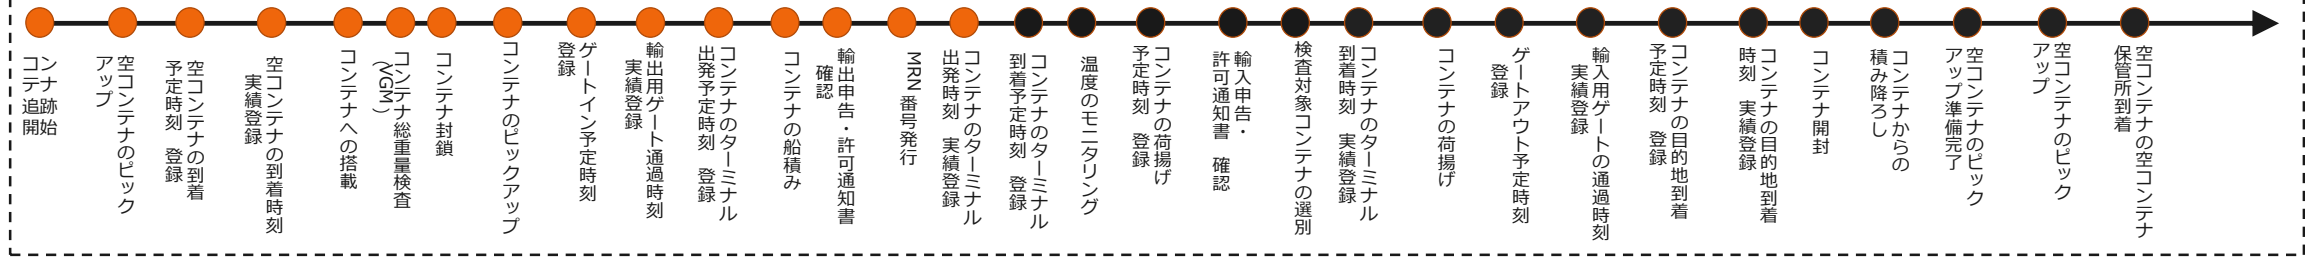 コン
テナ
追跡
開始
空コンテナのピック
アップ
空コンテナの到着
予定時刻　登録
空コンテナの到着時刻
実績登録
コンテナへの搭載
コンテナ総重量検査
（VGM）
コンテナ封鎖
コンテナのピックアップ
ゲートイン予定時刻
登録
輸出用ゲート通過時刻
実績登録
コンテナのターミナル
出発予定時刻　登録
コンテナの船積み
輸出申告・許可通知書
確認
MRN 番号発行
コンテナのターミナル
出発時刻　実績登録
コンテナのターミナル
到着予定時刻　登録
温度のモニタリング
コンテナの荷揚げ
予定時刻　登録
輸入申告・
許可通知書　確認
検査対象コンテナの選別
コンテナのターミナル
到着時刻　実績登録
コンテナの荷揚げ
ゲートアウト予定時刻
登録
輸入用ゲートの通過時刻
実績登録
コンテナの目的地到着
予定時刻　登録
コンテナの目的地到着
時刻　実績登録
コンテナ開封
コンテナからの
積み降ろし
空コンテナのピック
アップ準備完了
空コンテナのピック
アップ
空コンテナの空コンテナ
保管所到着